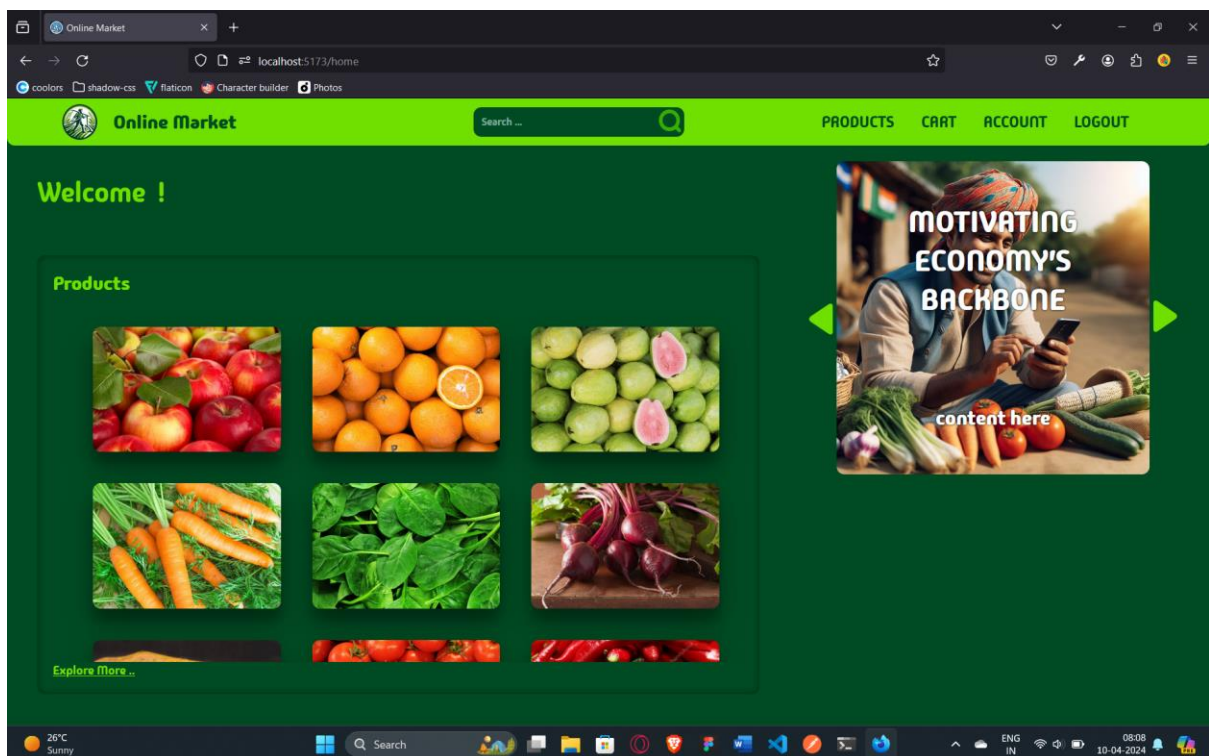 Online Market
localhost:5173/home
coolors shadow-css flaticon Character builder Photos
Online Market
Search ...
PRODUCTS CART ACCOUNT LOGOUT
Welcome !
Products
Explore More ..
MOTIVATING
ECONOMY'S
BACKBONE
content here
26°C
Sunny
Search
ENG
IN
08:08
10-04-2024